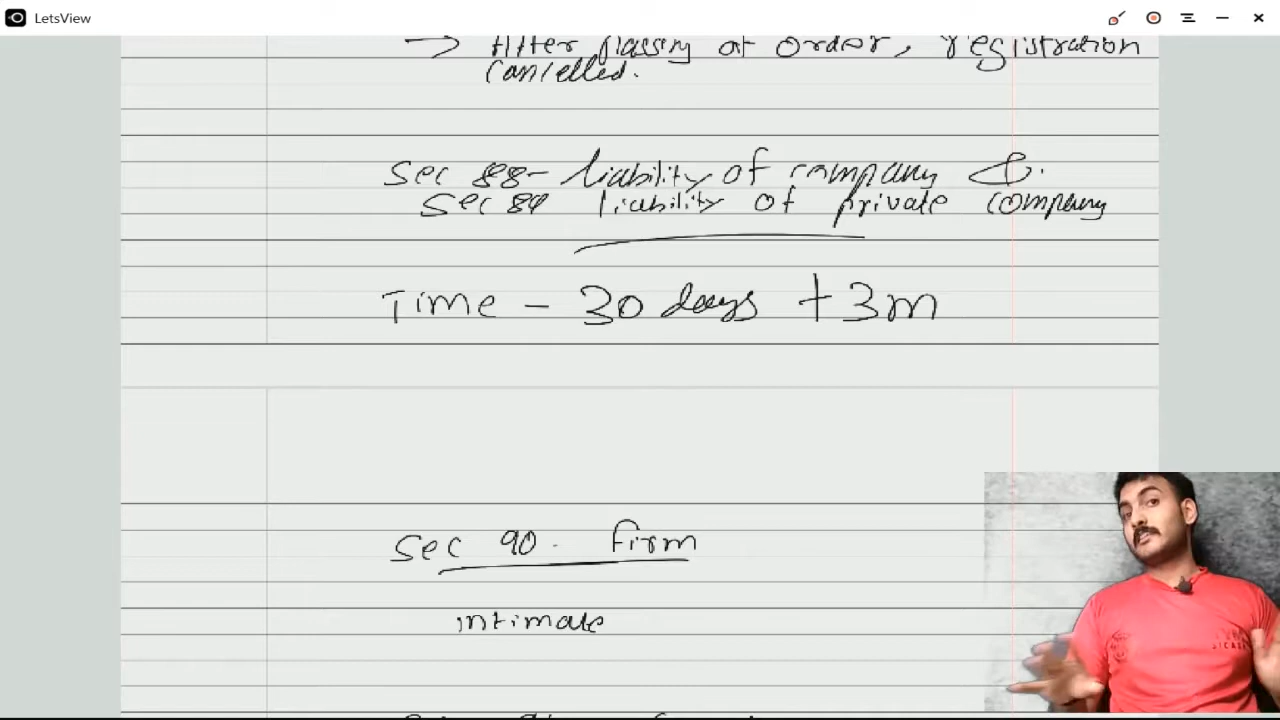 LetsView
→ After passing of Order, registration
cancelled.
Sec 88- liability of company &.
Sec 89 liability of private company
Time - 30 days + 3m
Sec 90. firm
intimate